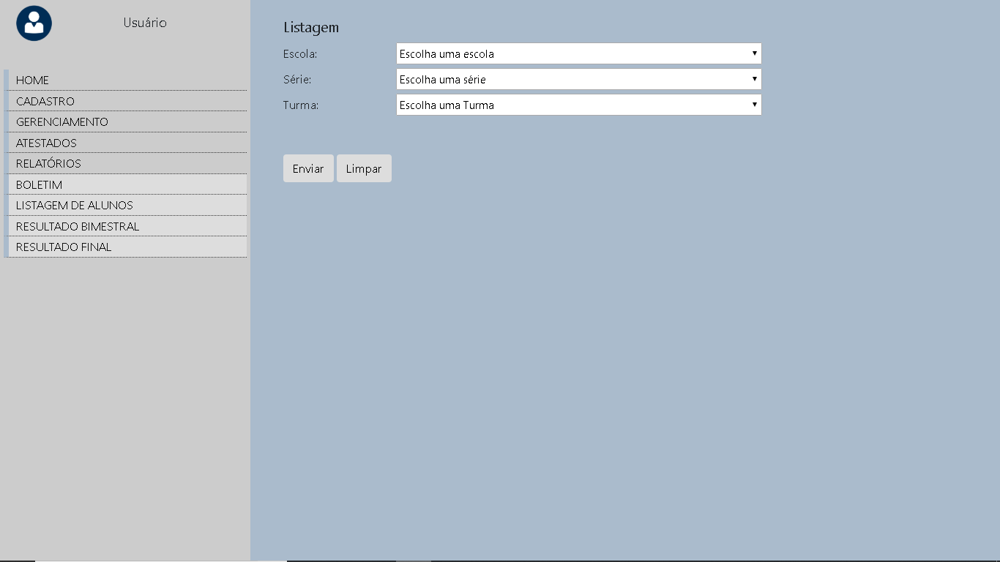 Usuário
HOME
CADASTRO
GERENCIAMENTO
ATESTADOS
RELATÓRIOS
BOLETIM
LISTAGEM DE ALUNOS
RESULTADO BIMESTRAL
RESULTADO FINAL
Listagem
Escola: Escolha uma escola
Série: Escolha uma série
Turma: Escolha uma Turma
Enviar Limpar